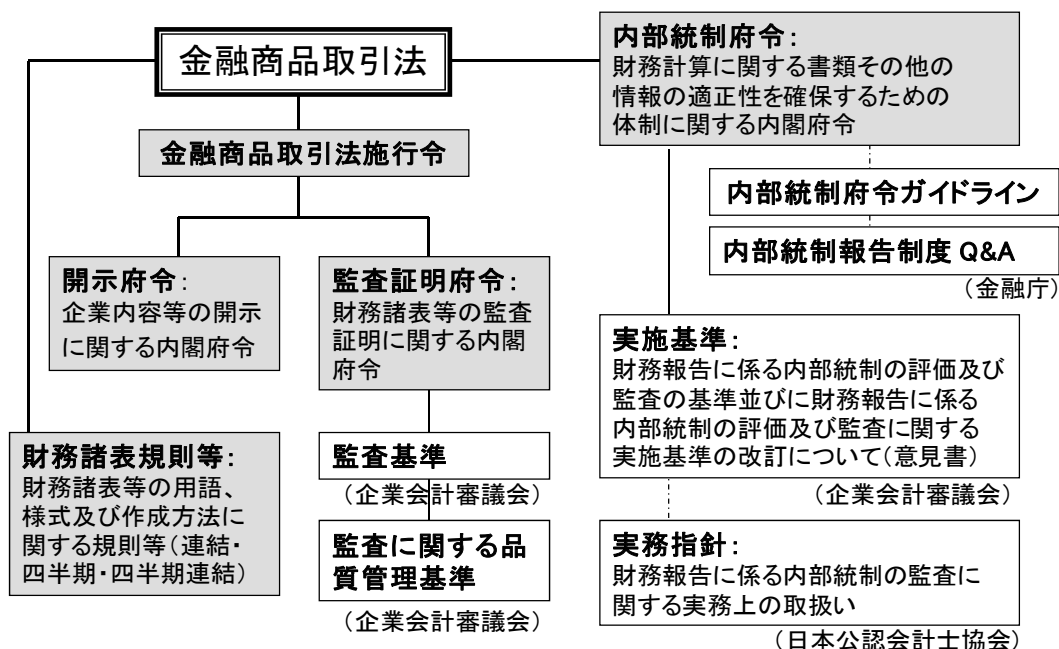 金融商品取引法
金融商品取引法施行令
開示府令：
企業内容等の開示
に関する内閣府令
監査証明府令：
財務諸表等の監査
証明に関する内閣
府令
財務諸表規則等：
財務諸表等の用語、
様式及び作成方法に
関する規則等（連結・
四半期・四半期連結）
監査基準
（企業会計審議会）
監査に関する品
質管理基準
（企業会計審議会）
内部統制府令：
財務計算に関する書類その他の
情報の適正性を確保するための
体制に関する内閣府令
内部統制府令ガイドライン
内部統制報告制度 Q&A
（金融庁）
実施基準：
財務報告に係る内部統制の評価及び
監査の基準並びに財務報告に係る
内部統制の評価及び監査に関する
実施基準の改訂について（意見書）
（企業会計審議会）
実務指針：
財務報告に係る内部統制の監査に
関する実務上の取扱い
（日本公認会計士協会）